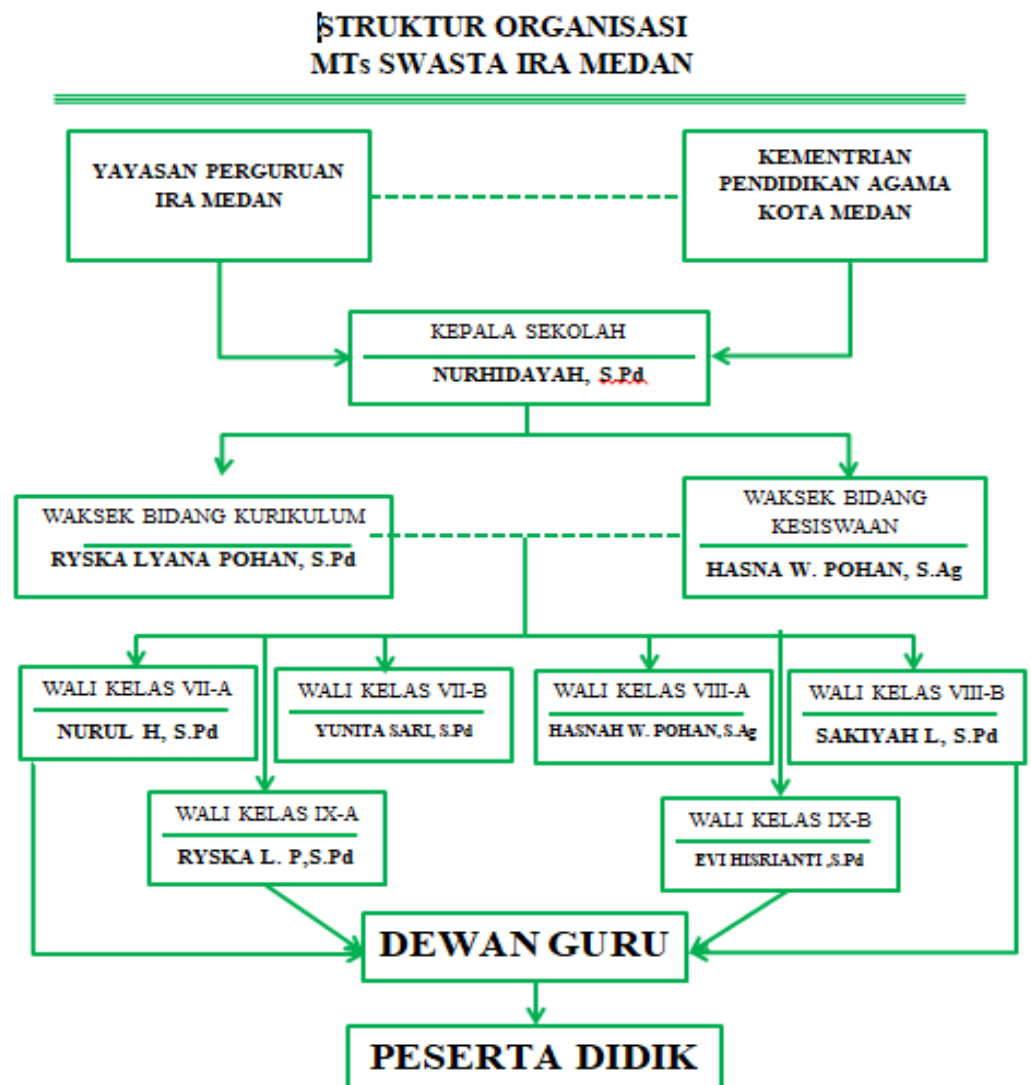 STRUKTUR ORGANISASI
MTs SWASTA IRA MEDAN
YAYASAN PERGURUAN
IRA MEDAN
KEMENTRIAN
PENDIDIKAN AGAMA
KOTA MEDAN
KEPALA SEKOLAH
NURHIDAYAH, S.Pd
WAKSEK BIDANG KURIKULUM
RYSKA LYANA POHAN, S.Pd
WAKSEK BIDANG
KESISWAAN
HASNA W. POHAN, S.Ag
WALI KELAS VII-A
NURUL H, S.Pd
WALI KELAS VII-B
YUNITA SARI, S.Pd
WALI KELAS VIII-A
HASNAH W. POHAN, S.Ag
WALI KELAS VIII-B
SAKIYAH L, S.Pd
WALI KELAS IX-A
RYSKA L. P,S.Pd
WALI KELAS IX-B
EVI HISRIANTI ,S.Pd
DEWAN GURU
PESERTA DIDIK